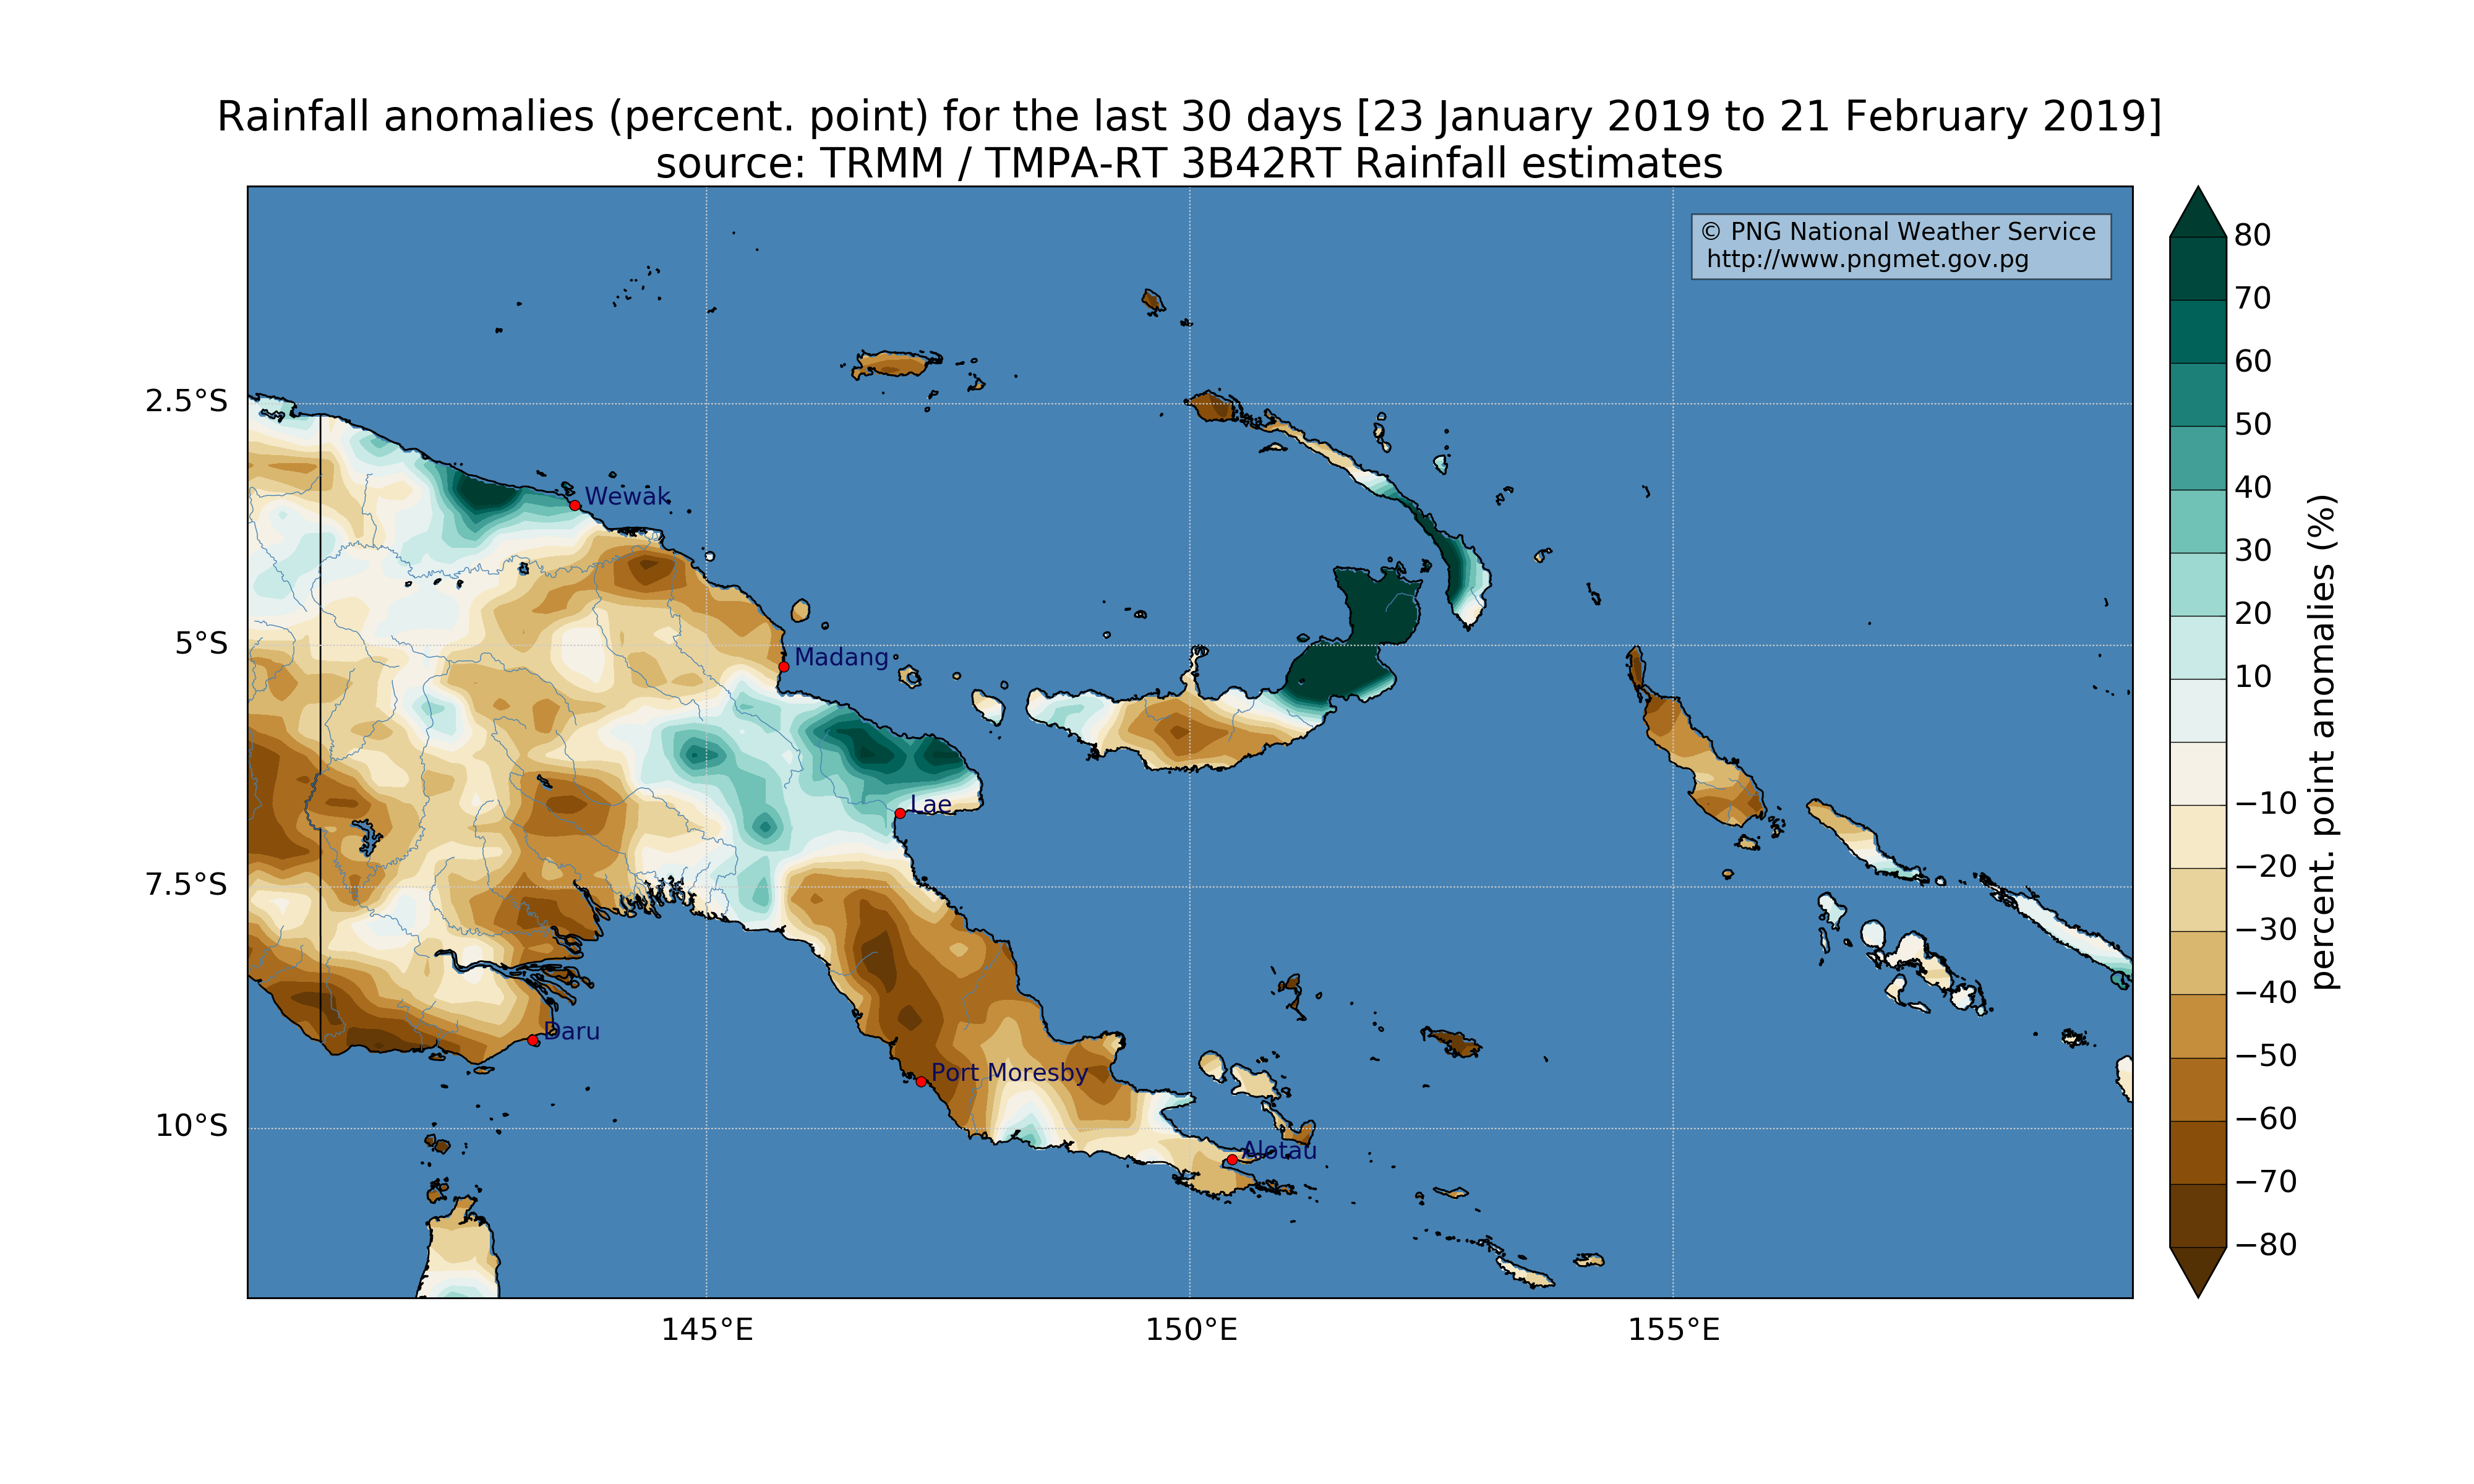 Rainfall anomalies (percent. point) for the last 30 days [23 January 2019 to 21 February 2019]
source: TRMM / TMPA-RT 3B42RT Rainfall estimates
© PNG National Weather Service
http://www.pngmet.gov.pg
2.5°S
5°S
7.5°S
10°S
145°E
150°E
155°E
Wewak
Madang
Lae
Daru
Port Moresby
Alotau
80
70
60
50
40
30
20
10
−10
−20
−30
−40
−50
−60
−70
−80
percent. point anomalies (%)